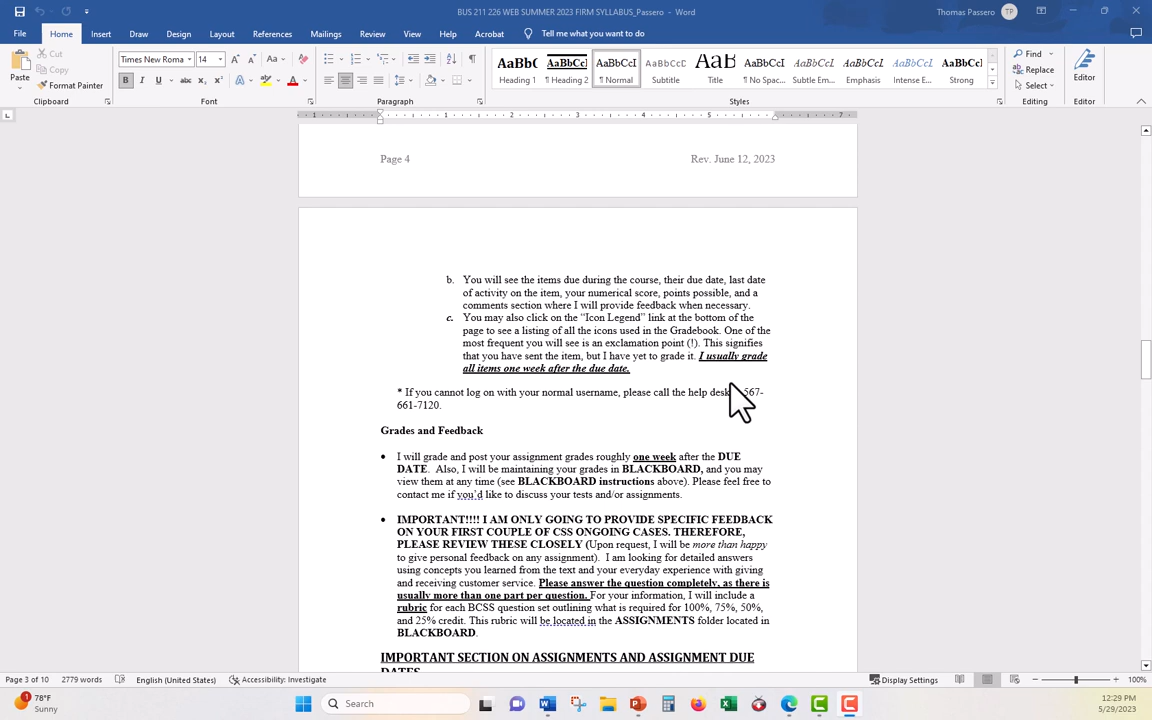 BUS 211 226 WEB SUMMER 2023 FIRM SYLLABUS_Passero - Word
Thomas Passero TP
File Home Insert Draw Design Layout References Mailings Review View Help Acrobat Tell me what you want to do
Paste
Cut
Copy
Format Painter
Times New Roma 14
AaBbC AaBbCc AaBbCcI AaBbCcI AaB AaBbCcI AaBbCcI AaBbCcI AaBbCcI AaBbCc
Heading 1 ¶ Heading 2 ¶ Normal Subtitle Title ¶ No Spac... Subtle Em... Emphasis Intense E... Strong
Find
Replace
Select
Editor
Clipboard Font Paragraph Styles Editing Editor
1 1 2 3 4 5 7
Page 4 Rev. June 12, 2023
b. You will see the items due during the course, their due date, last date
of activity on the item, your numerical score, points possible, and a
comments section where I will provide feedback when necessary.
c. You may also click on the “Icon Legend” link at the bottom of the
page to see a listing of all the icons used in the Gradebook. One of the
most frequent you will see is an exclamation point (!). This signifies
that you have sent the item, but I have yet to grade it. I usually grade
all items one week after the due date.
* If you cannot log on with your normal username, please call the help desk 567-
661-7120.
Grades and Feedback
• I will grade and post your assignment grades roughly one week after the DUE
DATE. Also, I will be maintaining your grades in BLACKBOARD, and you may
view them at any time (see BLACKBOARD instructions above). Please feel free to
contact me if you’d like to discuss your tests and/or assignments.
• IMPORTANT!!!! I AM ONLY GOING TO PROVIDE SPECIFIC FEEDBACK
ON YOUR FIRST COUPLE OF CSS ONGOING CASES. THEREFORE,
PLEASE REVIEW THESE CLOSELY (Upon request, I will be more than happy
to give personal feedback on any assignment). I am looking for detailed answers
using concepts you learned from the text and your everyday experience with giving
and receiving customer service. Please answer the question completely, as there is
usually more than one part per question. For your information, I will include a
rubric for each BCSS question set outlining what is required for 100%, 75%, 50%,
and 25% credit. This rubric will be located in the ASSIGNMENTS folder located in
BLACKBOARD.
IMPORTANT SECTION ON ASSIGNMENTS AND ASSIGNMENT DUE
DATES
Page 3 of 10 2779 words English (United States) Accessibility: Investigate Display Settings 100%
78°F
Sunny
Search
12:29 PM
5/29/2023